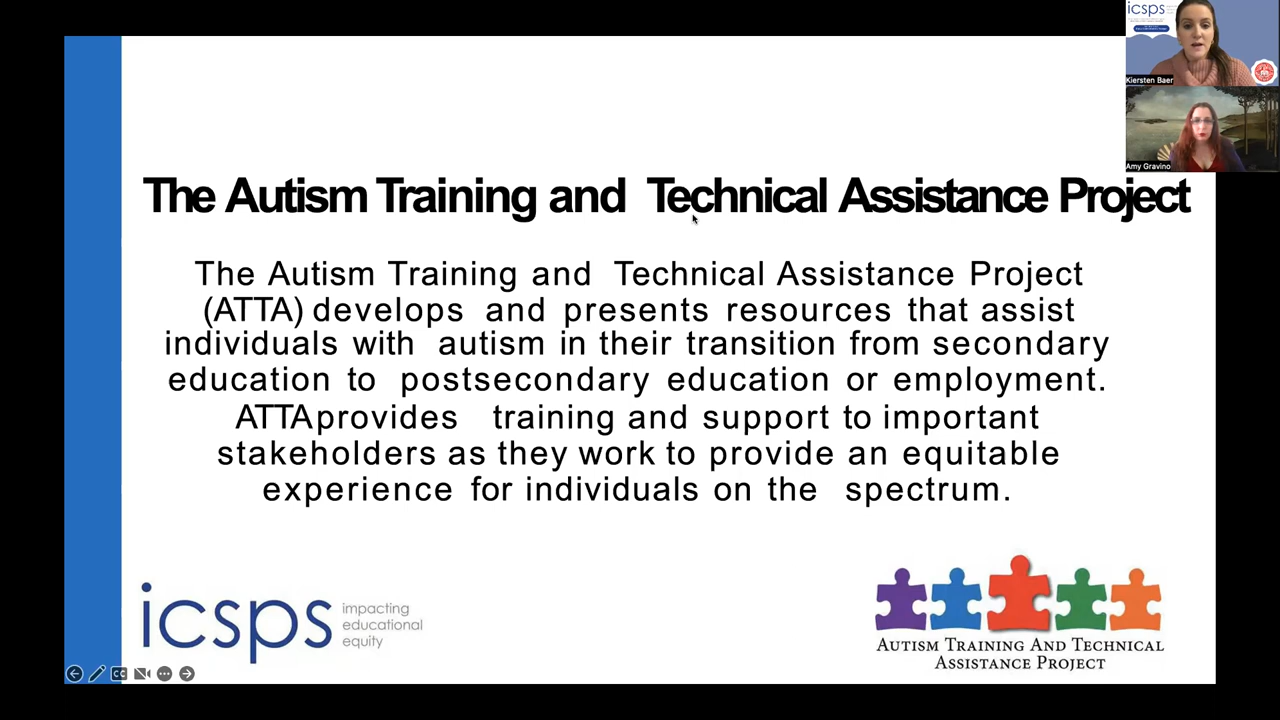 icsps
Kiersten Baer
Amy Gravino
The Autism Training and Technical Assistance Project
The Autism Training and Technical Assistance Project
(ATTA) develops and presents resources that assist
individuals with autism in their transition from secondary
education to postsecondary education or employment.
ATTA provides training and support to important
stakeholders as they work to provide an equitable
experience for individuals on the spectrum.
icsps
impacting
educational
equity
AUTISM TRAINING AND TECHNICAL
ASSISTANCE PROJECT
CC